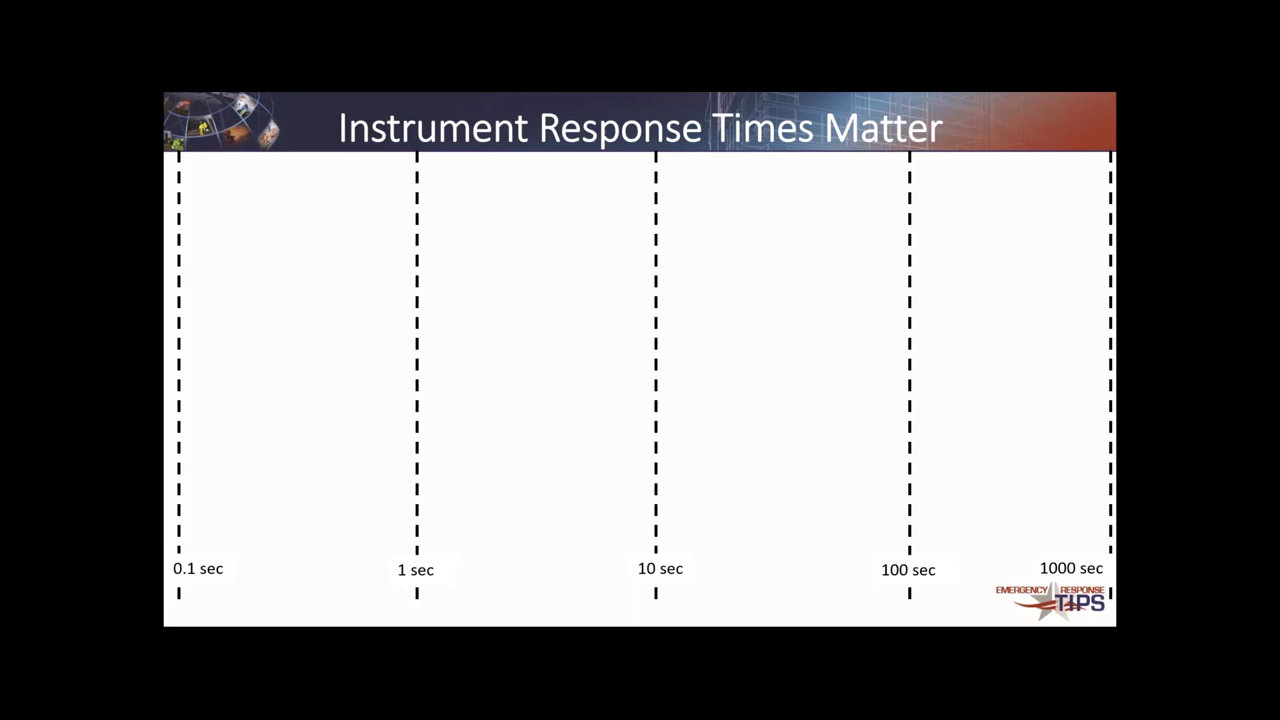 Instrument Response Times Matter
0.1 sec
1 sec
10 sec
100 sec
1000 sec
EMERGENCY RESPONSE
TIPS